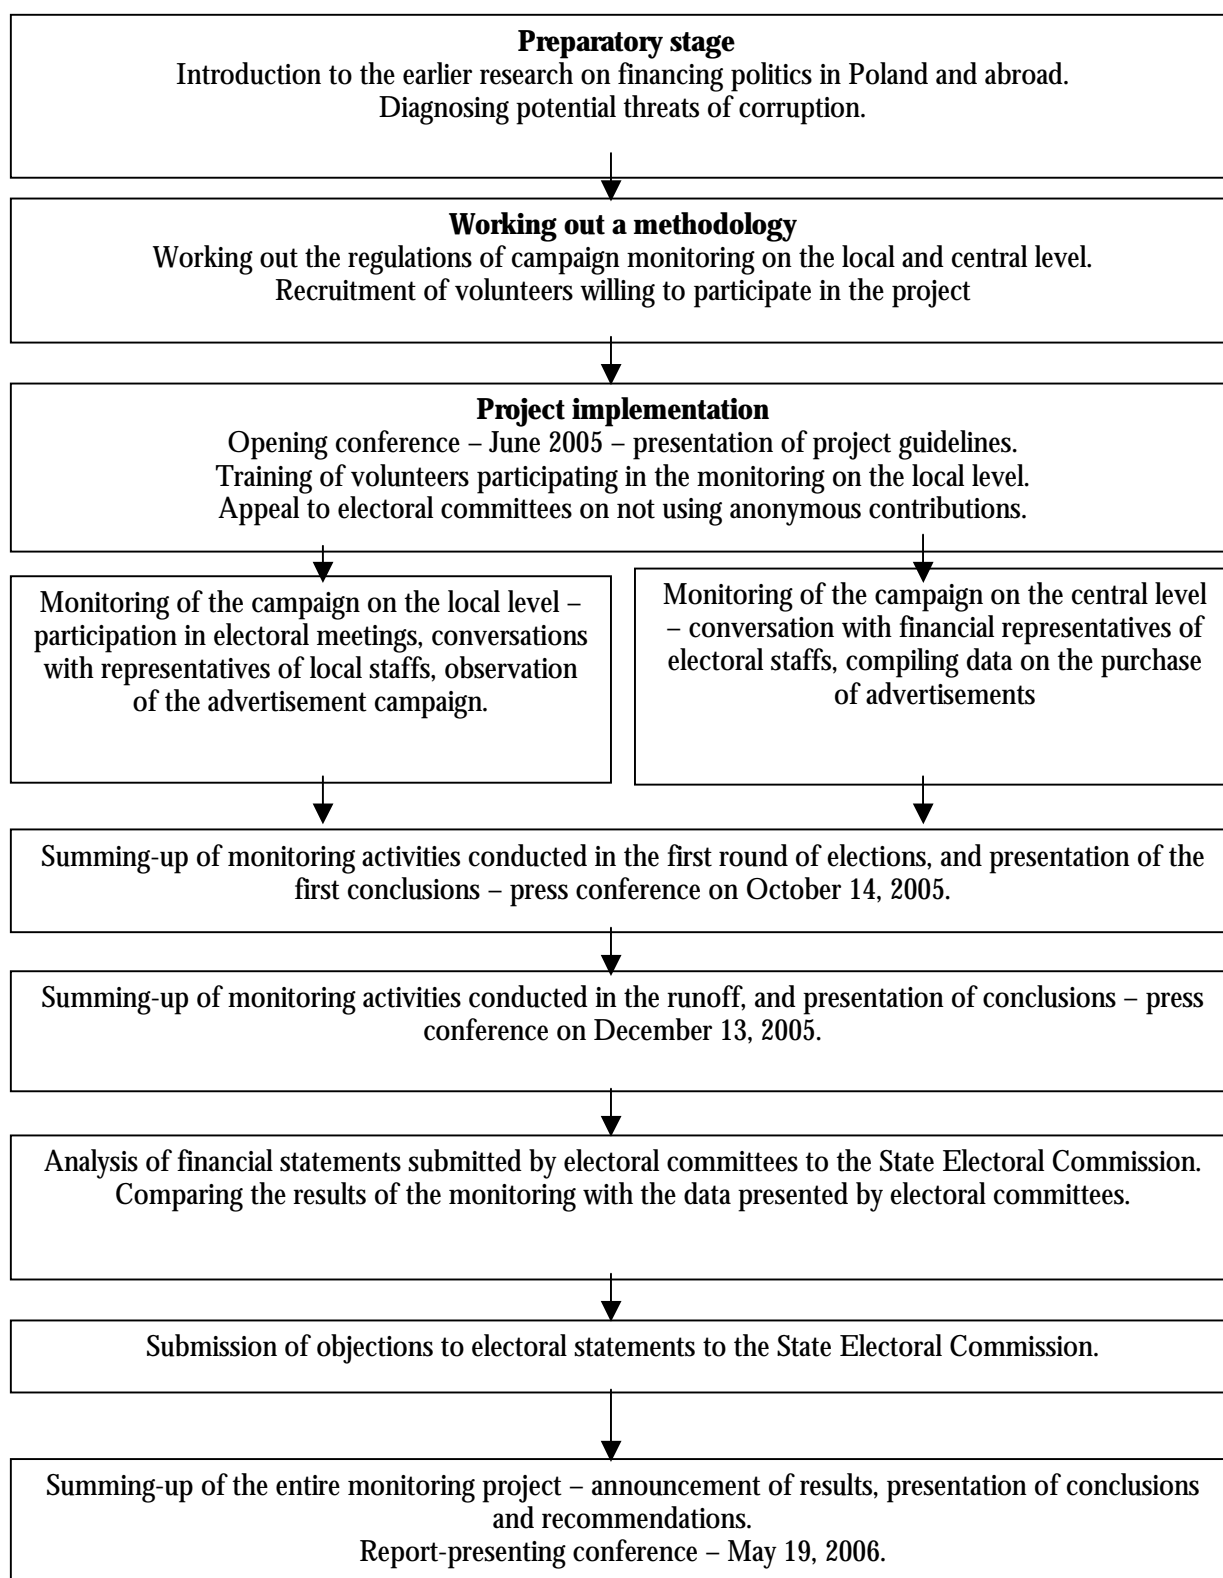 Preparatory stage
Introduction to the earlier research on financing politics in Poland and abroad.
Diagnosing potential threats of corruption.
Working out a methodology
Working out the regulations of campaign monitoring on the local and central level.
Recruitment of volunteers willing to participate in the project
Project implementation
Opening conference – June 2005 – presentation of project guidelines.
Training of volunteers participating in the monitoring on the local level.
Appeal to electoral committees on not using anonymous contributions.
Monitoring of the campaign on the local level –
participation in electoral meetings, conversations
with representatives of local staffs, observation
of the advertisement campaign.
Monitoring of the campaign on the central level
– conversation with financial representatives of
electoral staffs, compiling data on the purchase
of advertisements
Summing-up of monitoring activities conducted in the first round of elections, and presentation of the
first conclusions – press conference on October 14, 2005.
Summing-up of monitoring activities conducted in the runoff, and presentation of conclusions – press
conference on December 13, 2005.
Analysis of financial statements submitted by electoral committees to the State Electoral Commission.
Comparing the results of the monitoring with the data presented by electoral committees.
Submission of objections to electoral statements to the State Electoral Commission.
Summing-up of the entire monitoring project – announcement of results, presentation of conclusions
and recommendations.
Report-presenting conference – May 19, 2006.